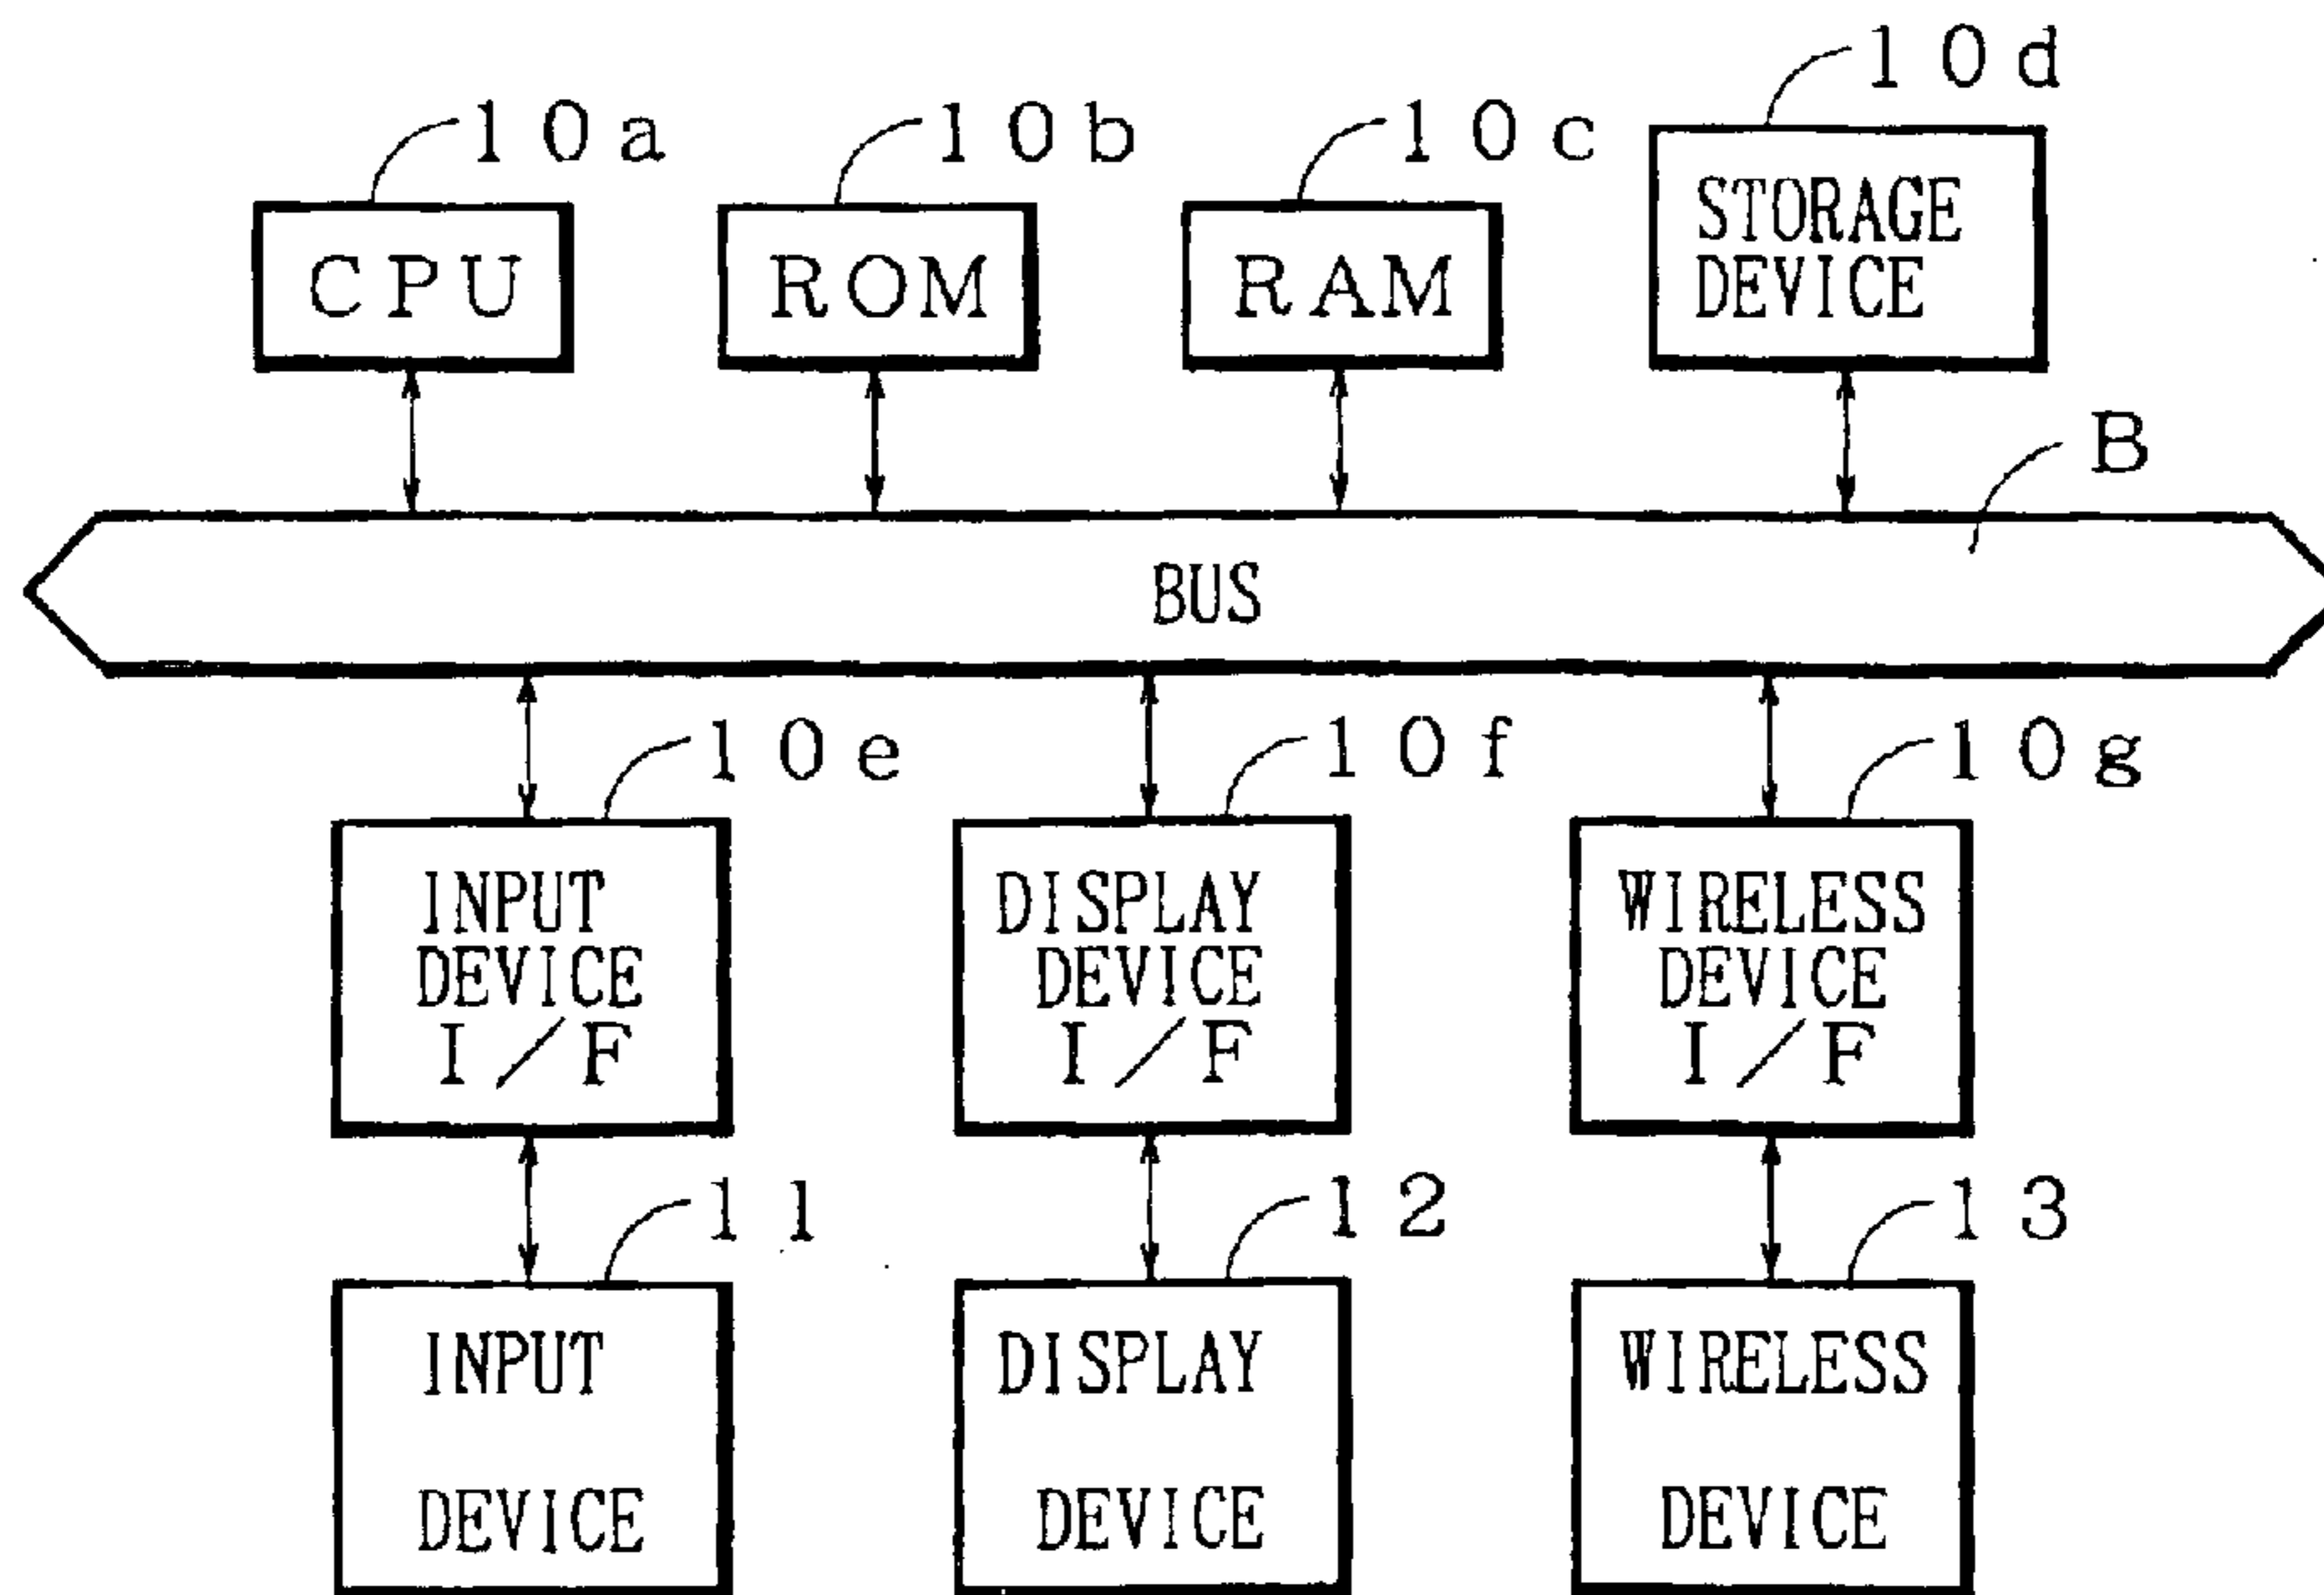 10d
10a 10b 10c
STORAGE
CPU ROM RAM DEVICE
B
BUS
10e 10f 10g
INPUT DISPLAY WIRELESS
DEVICE DEVICE DEVICE
I/F I/F I/F
11 12 13
INPUT DISPLAY WIRELESS
DEVICE DEVICE DEVICE